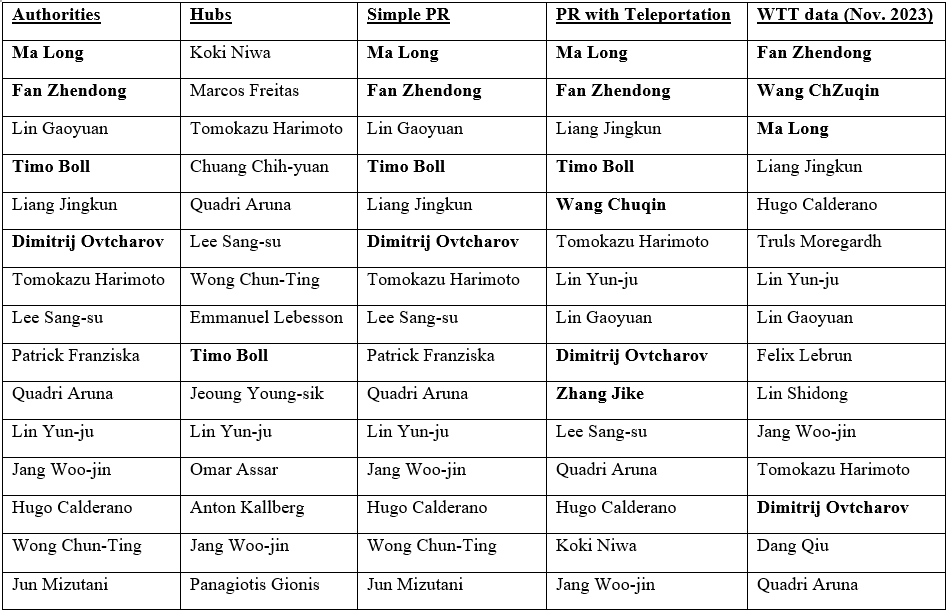 Authorities Hubs Simple PR PR with Teleportation WTT data (Nov. 2023)
Ma Long Koki Niwa Ma Long Ma Long Fan Zhendong
Fan Zhendong Marcos Freitas Fan Zhendong Fan Zhendong Wang ChZuqin
Lin Gaoyuan Tomokazu Harimoto Lin Gaoyuan Liang Jingkun Ma Long
Timo Boll Chuang Chih-yuan Timo Boll Timo Boll Liang Jingkun
Liang Jingkun Quadri Aruna Liang Jingkun Wang Chuqin Hugo Calderano
Dimitrij Ovtcharov Lee Sang-su Dimitrij Ovtcharov Tomokazu Harimoto Truls Moregardh
Tomokazu Harimoto Wong Chun-Ting Tomokazu Harimoto Lin Yun-ju Lin Yun-ju
Lee Sang-su Emmanuel Lebesson Lee Sang-su Lin Gaoyuan Lin Gaoyuan
Patrick Franziska Timo Boll Patrick Franziska Dimitrij Ovtcharov Felix Lebrun
Quadri Aruna Jeoung Young-sik Quadri Aruna Zhang Jike Lin Shidong
Lin Yun-ju Lin Yun-ju Lin Yun-ju Lee Sang-su Jang Woo-jin
Jang Woo-jin Omar Assar Jang Woo-jin Quadri Aruna Tomokazu Harimoto
Hugo Calderano Anton Kallberg Hugo Calderano Hugo Calderano Dimitrij Ovtcharov
Wong Chun-Ting Jang Woo-jin Wong Chun-Ting Koki Niwa Dang Qiu
Jun Mizutani Panagiotis Gionis Jun Mizutani Jang Woo-jin Quadri Aruna